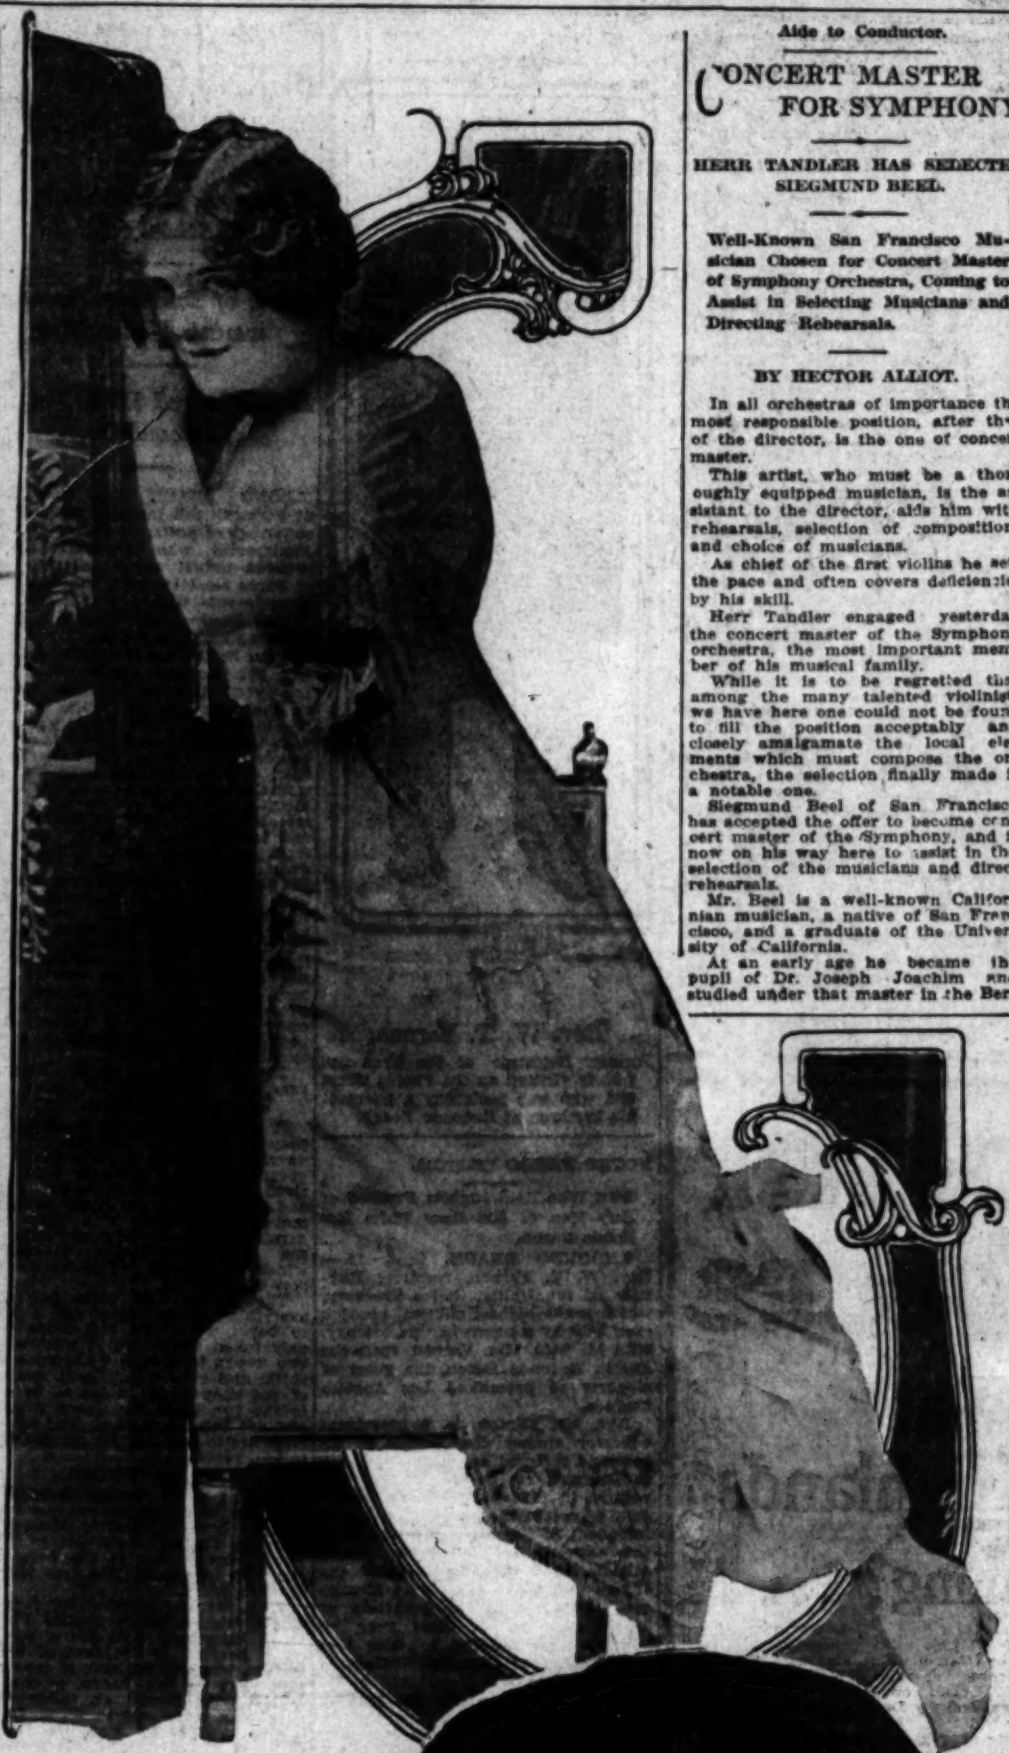 Aide to Conductor.
CONCERT MASTER
FOR SYMPHONY
HERR TANDLER HAS SELECTE
SIEGMUND BEEL.
Well-Known San Francisco Mu-
sician Chosen for Concert Master
of Symphony Orchestra, Coming to
Assist in Selecting Musicians and
Directing Rehearsals.
BY HECTOR ALLIOT.
In all orchestras of importance th
most responsible position, after the
of the director, is the one of conce
master.
This artist, who must be a thor
oughly equipped musician, is the a
sistant to the director, aids him wit
rehearsals, selection of composition
and choice of musicians.
As chief of the first violins he se
the pace and often covers deficiencie
by his skill.
Herr Tandler engaged yesterda
the concert master of the Symphon
orchestra, the most important mem
ber of his musical family.
While it is to be regretted tha
among the many talented violinist
we have here one could not be foun
to fill the position acceptably an
closely amalgamate the local ele
ments which must compose the or
chestra, the selection finally made i
a notable one.
Siegmund Beel of San Francisc
has accepted the offer to become con
cert master of the Symphony, and i
now on his way here to assist in th
selection of the musicians and direc
rehearsals.
Mr. Beel is a well-known Califor
nian musician, a native of San Fran
cisco, and a graduate of the Univer
sity of California.
At an early age he became th
pupil of Dr. Joseph Joachim an
studied under that master in the Ber